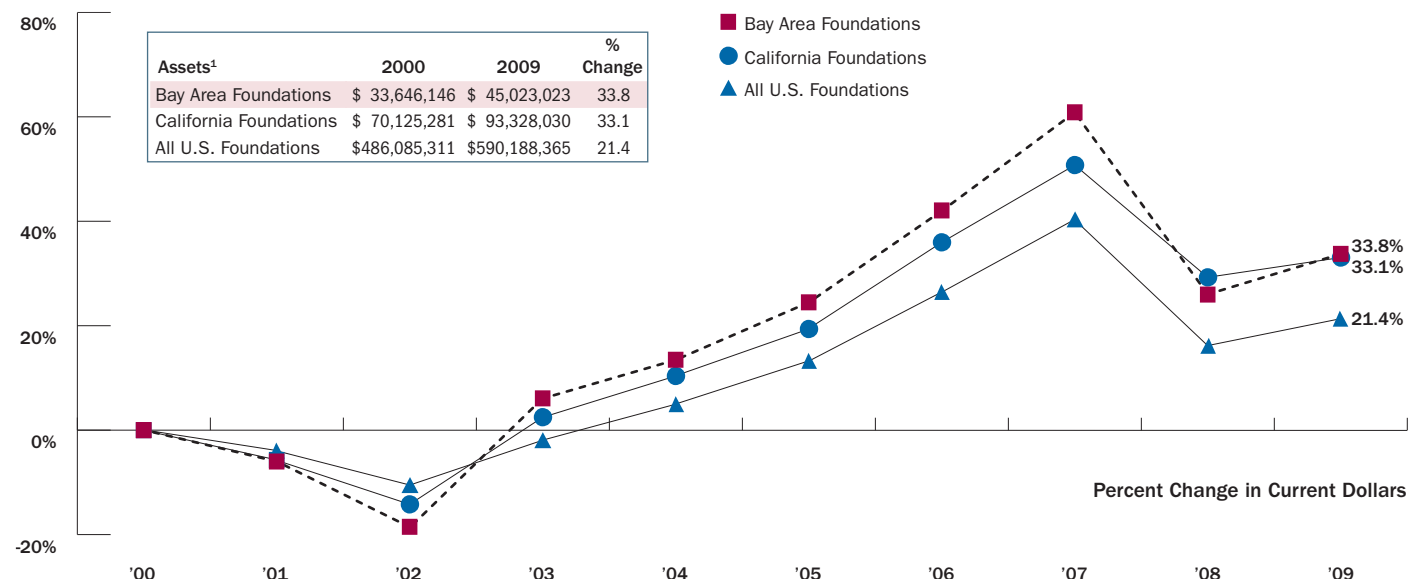 80%
60%
40%
20%
0%
-20%
%
Assets¹ 2000 2009 Change
Bay Area Foundations $ 33,646,146 $ 45,023,023 33.8
California Foundations $ 70,125,281 $ 93,328,030 33.1
All U.S. Foundations $486,085,311 $590,188,365 21.4
Bay Area Foundations
California Foundations
All U.S. Foundations
33.8%
33.1%
21.4%
Percent Change in Current Dollars
’00 ’01 ’02 ’03 ’04 ’05 ’06 ’07 ’08 ’09